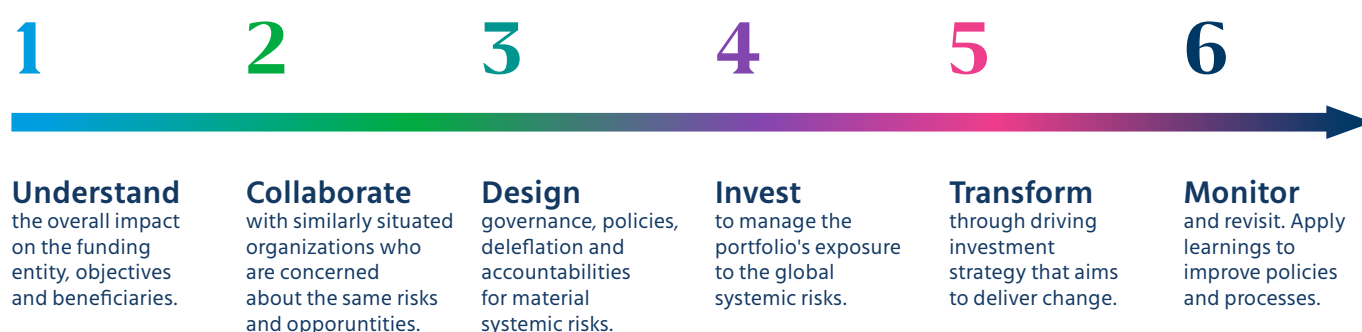 1
2
3
4
5
6
Understand
the overall impact
on the funding
entity, objectives
and beneficiaries.
Collaborate
with similarly situated
organizations who
are concerned
about the same risks
and opporuntities.
Design
governance, policies,
deleflation and
accountabilities
for material
systemic risks.
Invest
to manage the
portfolio's exposure
to the global
systemic risks.
Transform
through driving
investment
strategy that aims
to deliver change.
Monitor
and revisit. Apply
learnings to
improve policies
and processes.